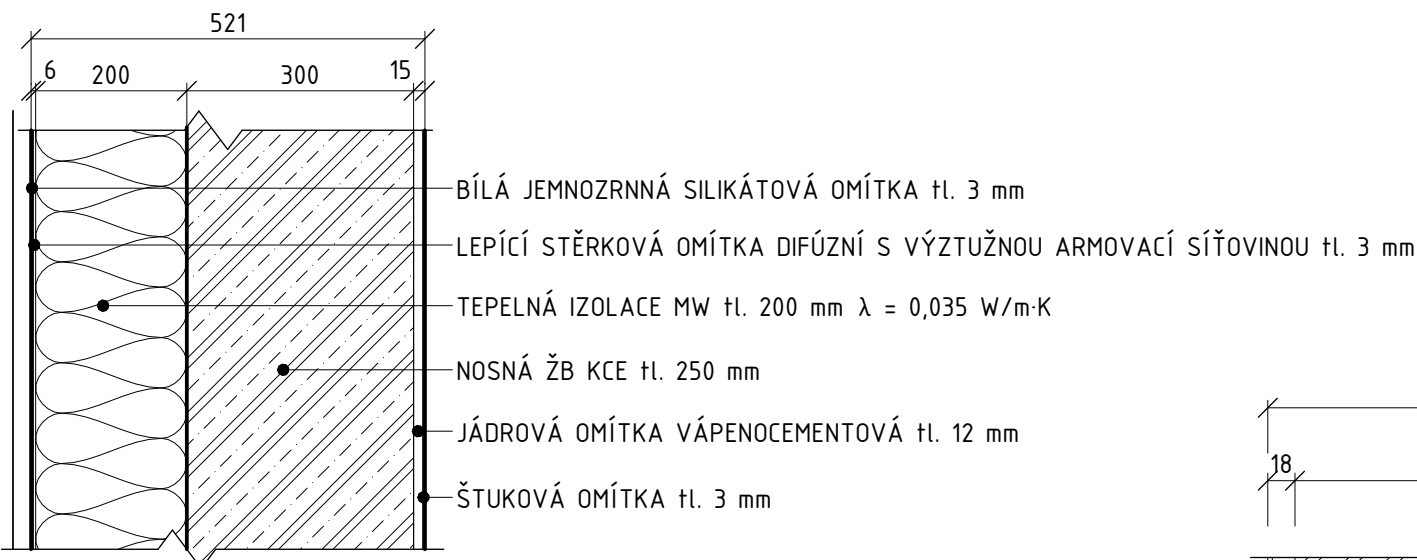 521
6 200 300 15
BÍLÁ JEMNOZRNNÁ SILIKÁTOVÁ OMÍTKA tl. 3 mm
LEPÍCÍ STĚRKOVÁ OMÍTKA DIFÚZNÍ S VÝZTUŽNOU ARMOVACÍ SÍŤOVINOU tl. 3 mm
TEPELNÁ IZOLACE MW tl. 200 mm λ = 0,035 W/m·K
NOSNÁ ŽB KCE tl. 250 mm
JÁDROVÁ OMÍTKA VÁPENOCEMENTOVÁ tl. 12 mm
ŠTUKOVÁ OMÍTKA tl. 3 mm
18